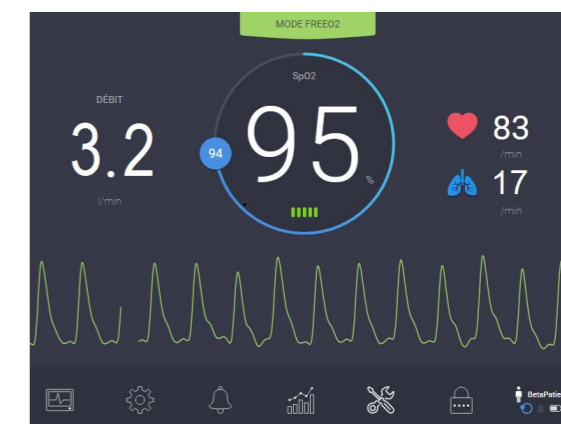 MODE FREEO2
SpO2
DÉBIT
3.2
l/min
94
95
%
83
/min
17
/min
BetaPatie